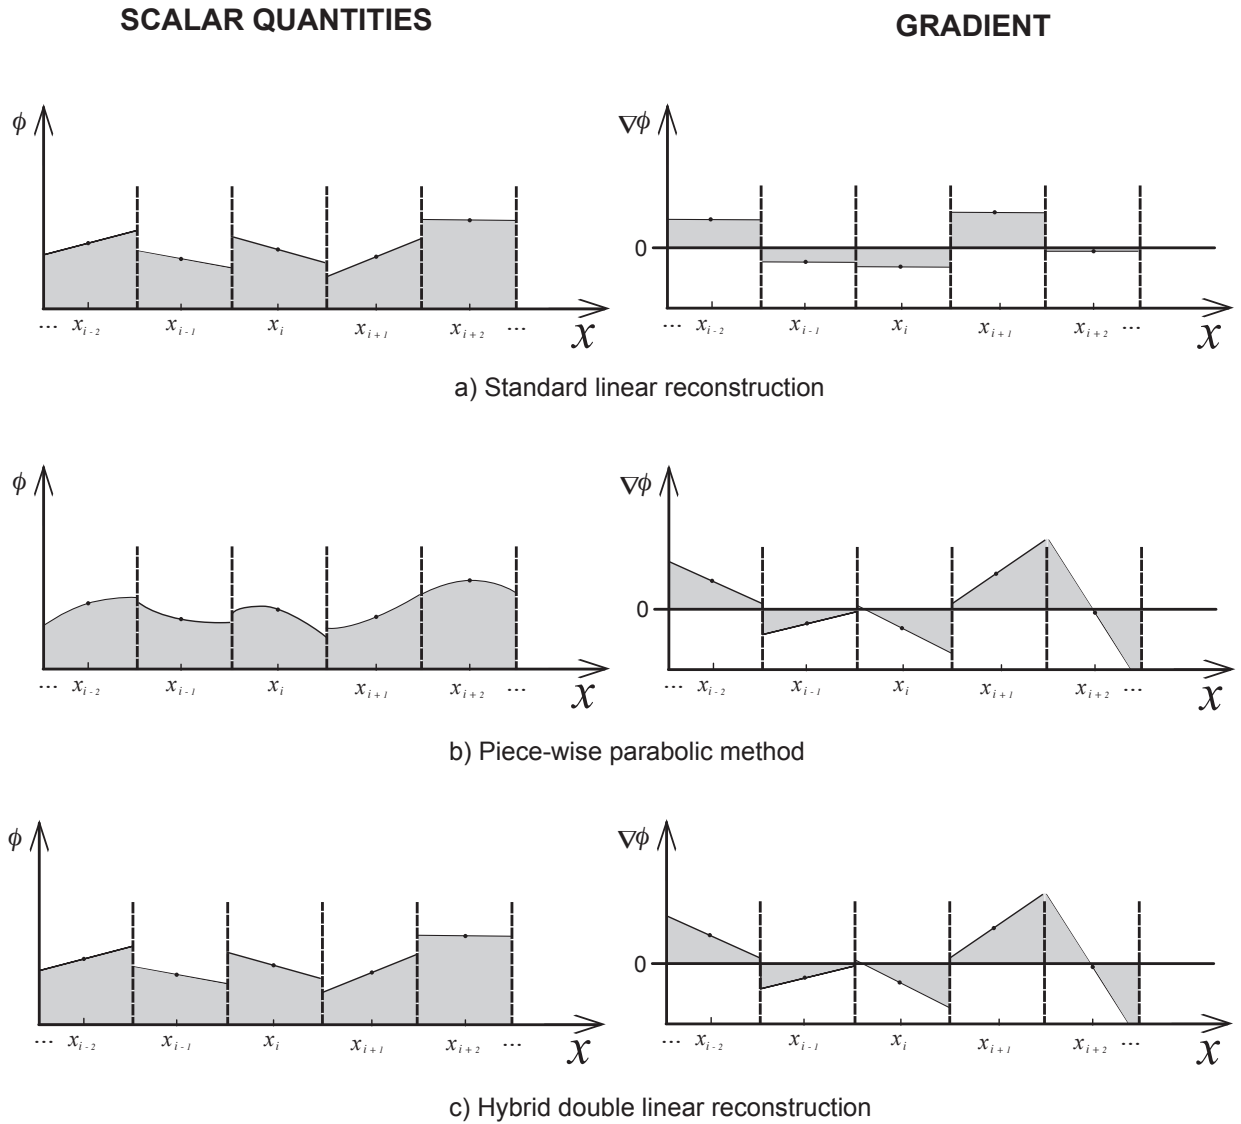 SCALAR QUANTITIES
GRADIENT
ϕ
∇ϕ
0
... x_{i-2} x_{i-1} x_i x_{i+1} x_{i+2} ... x
... x_{i-2} x_{i-1} x_i x_{i+1} x_{i+2} ... x
a) Standard linear reconstruction
ϕ
∇ϕ
0
... x_{i-2} x_{i-1} x_i x_{i+1} x_{i+2} ... x
... x_{i-2} x_{i-1} x_i x_{i+1} x_{i+2} ... x
b) Piece-wise parabolic method
ϕ
∇ϕ
0
... x_{i-2} x_{i-1} x_i x_{i+1} x_{i+2} ... x
... x_{i-2} x_{i-1} x_i x_{i+1} x_{i+2} ... x
c) Hybrid double linear reconstruction